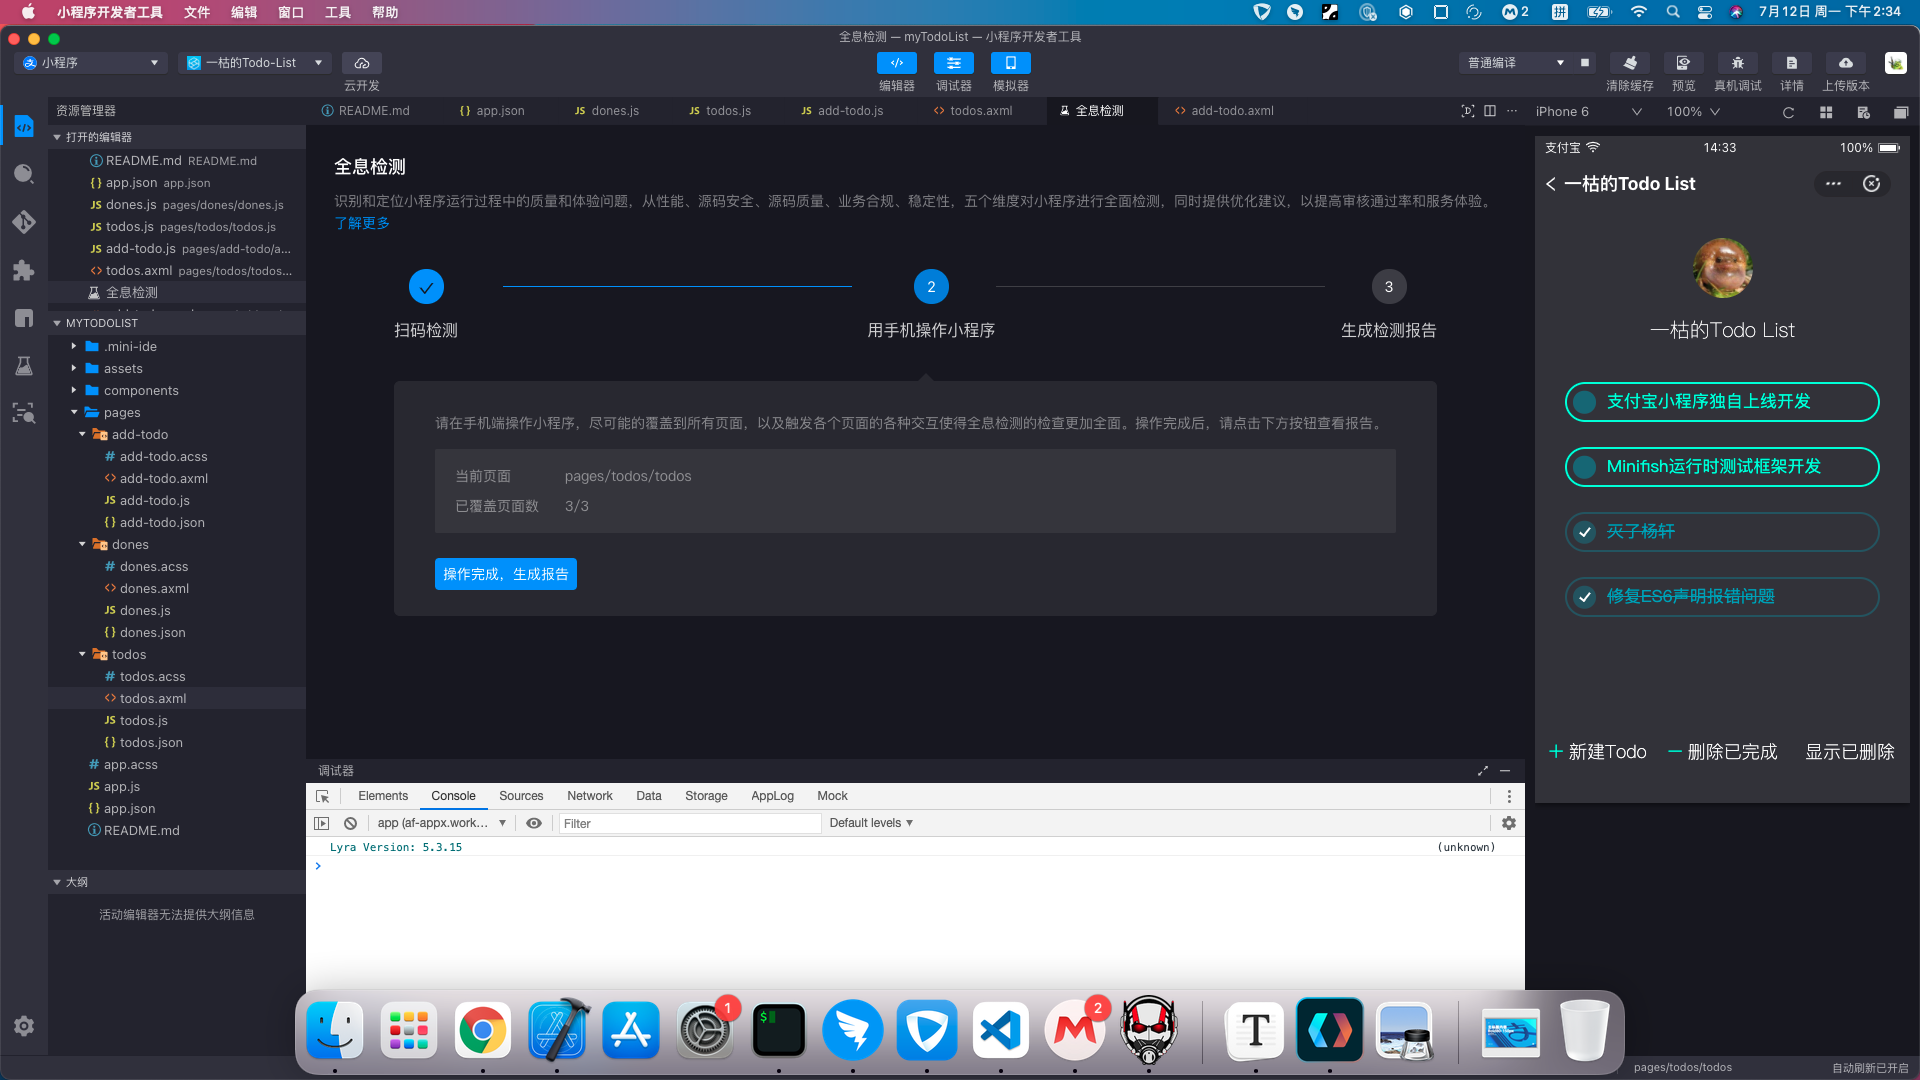 小程序开发者工具 文件 编辑 窗口 工具 帮助
2 拼 7月12日 周一 下午2:34
全息检测 — myTodoList — 小程序开发者工具
小程序 一枯的Todo-List
云开发
编辑器 调试器 模拟器
普通编译
清除缓存 预览 真机调试 详情 上传版本
资源管理器
README.md app.json dones.js todos.js add-todo.js todos.axml 全息检测 add-todo.axml
iPhone 6 100%
打开的编辑器
README.md README.md
app.json app.json
dones.js pages/dones/dones.js
todos.js pages/todos/todos.js
add-todo.js pages/add-todo/a...
todos.axml pages/todos/todos...
全息检测
MYTODOLIST
.mini-ide
assets
components
pages
add-todo
add-todo.acss
add-todo.axml
add-todo.js
add-todo.json
dones
dones.acss
dones.axml
dones.js
dones.json
todos
todos.acss
todos.axml
todos.js
todos.json
app.acss
app.js
app.json
README.md
大纲
活动编辑器无法提供大纲信息
全息检测
识别和定位小程序运行过程中的质量和体验问题，从性能、源码安全、源码质量、业务合规、稳定性，五个维度对小程序进行全面检测，同时提供优化建议，以提高审核通过率和服务体验。
了解更多
2 3
扫码检测 用手机操作小程序 生成检测报告
请在手机端操作小程序，尽可能的覆盖到所有页面，以及触发各个页面的各种交互使得全息检测的检查更加全面。操作完成后，请点击下方按钮查看报告。
当前页面 pages/todos/todos
已覆盖页面数 3/3
操作完成，生成报告
调试器
Elements Console Sources Network Data Storage AppLog Mock
app (af-appx.work... Filter Default levels
Lyra Version: 5.3.15 (unknown)
支付宝 14:33 100%
一枯的Todo List
一枯的Todo List
支付宝小程序独自上线开发
Minifish运行时测试框架开发
灭了杨轩
修复ES6声明报错问题
新建Todo 删除已完成 显示已删除
1 2
$ T
pages/todos/todos 自动刷新已开启